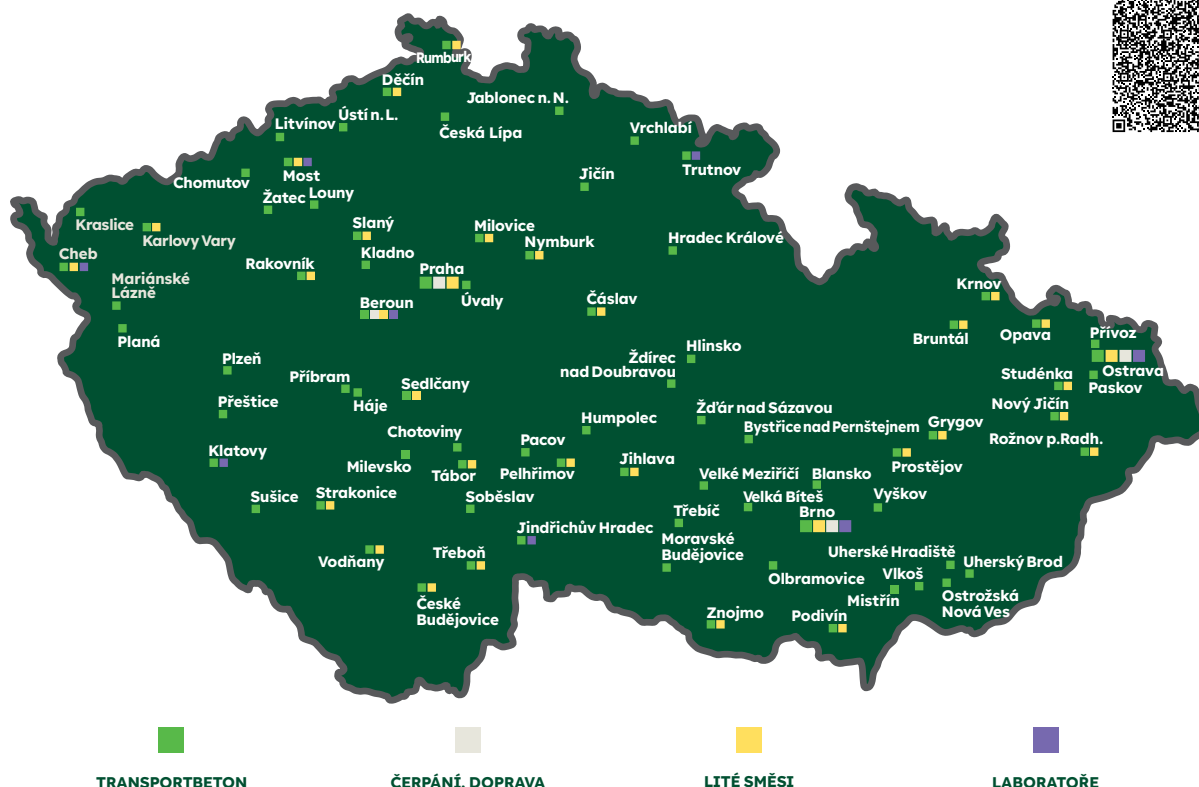 Rumburk
Děčín
Jablonec n. N.
Ústí n. L.
Litvínov
Česká Lípa
Vrchlabí
Most
Chomutov
Trutnov
Jičín
Žatec
Louny
Kraslice
Karlovy Vary
Slaný
Milovice
Nymburk
Hradec Králové
Cheb
Kladno
Rakovník
Praha
Mariánské
Lázně
Úvaly
Beroun
Čáslav
Krnov
Planá
Bruntál
Opava
Přívoz
Plzeň
Hlinsko
Ždírec
nad Doubravou
Ostrava
Studénka
Paskov
Příbram
Háje
Sedlčany
Přeštice
Nový Jičín
Humpolec
Žďár nad Sázavou
Bystřice nad Pernštejnem
Grygov
Chotoviny
Pacov
Rožnov p.Radh.
Klatovy
Milevsko
Tábor
Pelhřimov
Jihlava
Prostějov
Velké Meziříčí
Blansko
Sušice
Strakonice
Soběslav
Velká Bíteš
Vyškov
Třebíč
Brno
Jindřichův Hradec
Moravské
Budějovice
Vodňany
Třeboň
Uherské Hradiště
Uherský Brod
Olbramovice
Vlkoš
Mistřín
Ostrožská
Nová Ves
České
Budějovice
Znojmo
Podivín
TRANSPORTBETON
ČERPÁNÍ, DOPRAVA
LITÉ SMĚSI
LABORATOŘE